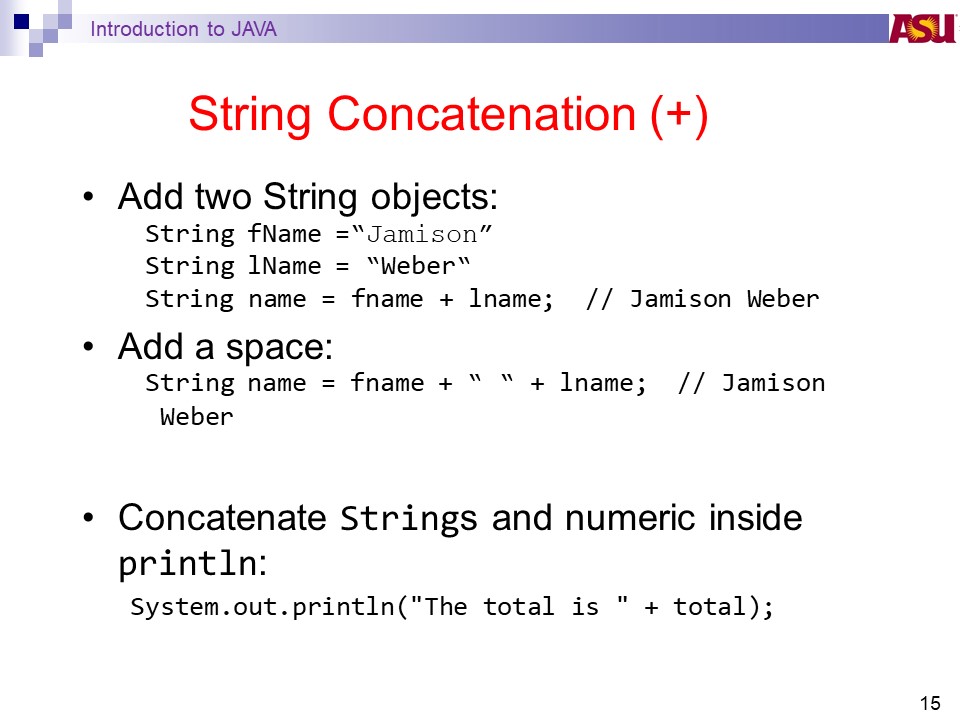 Introduction to JAVA
ASU
String Concatenation (+)
• Add two String objects:
String fName =“Jamison”
String lName = “Weber“
String name = fname + lname;  // Jamison Weber
• Add a space:
String name = fname + “ “ + lname;  // Jamison
Weber
• Concatenate Strings and numeric inside
println:
System.out.println("The total is " + total);
15